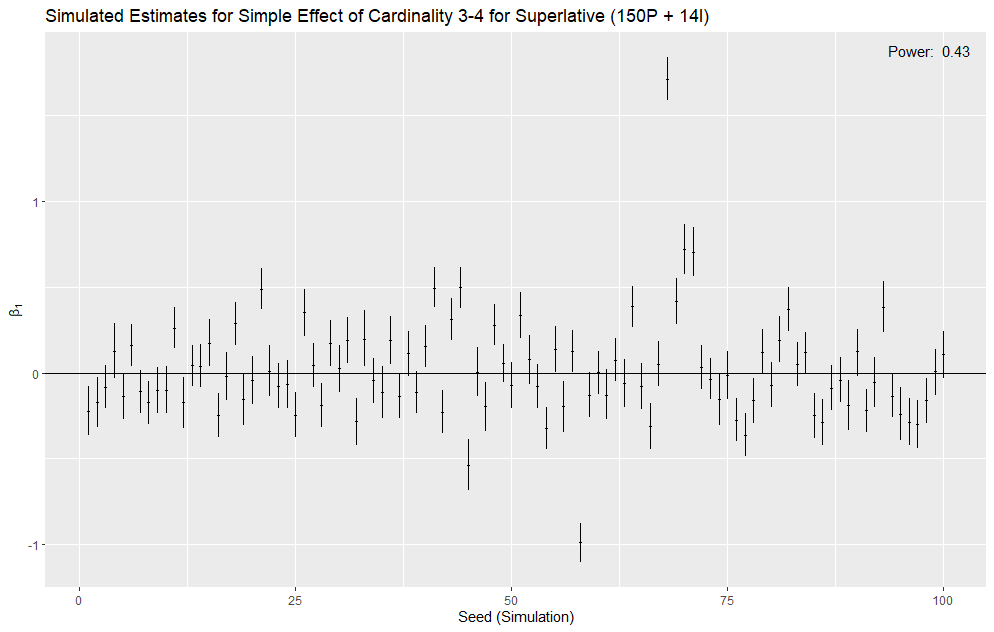 Simulated Estimates for Simple Effect of Cardinality 3-4 for Superlative (150P + 14I)
Power: 0.43
1
0
-1
β1
0 25 50 75 100
Seed (Simulation)